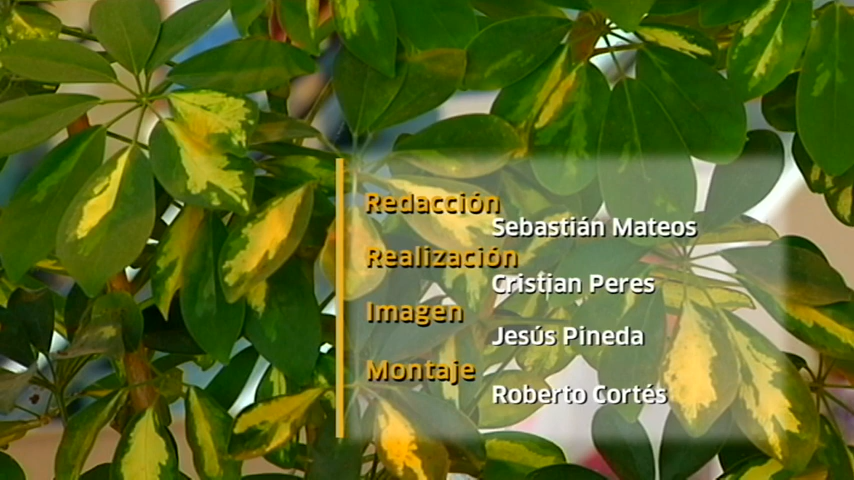 Redacción
Sebastián Mateos
Realización
Cristian Peres
Imagen
Jesús Pineda
Montaje
Roberto Cortés